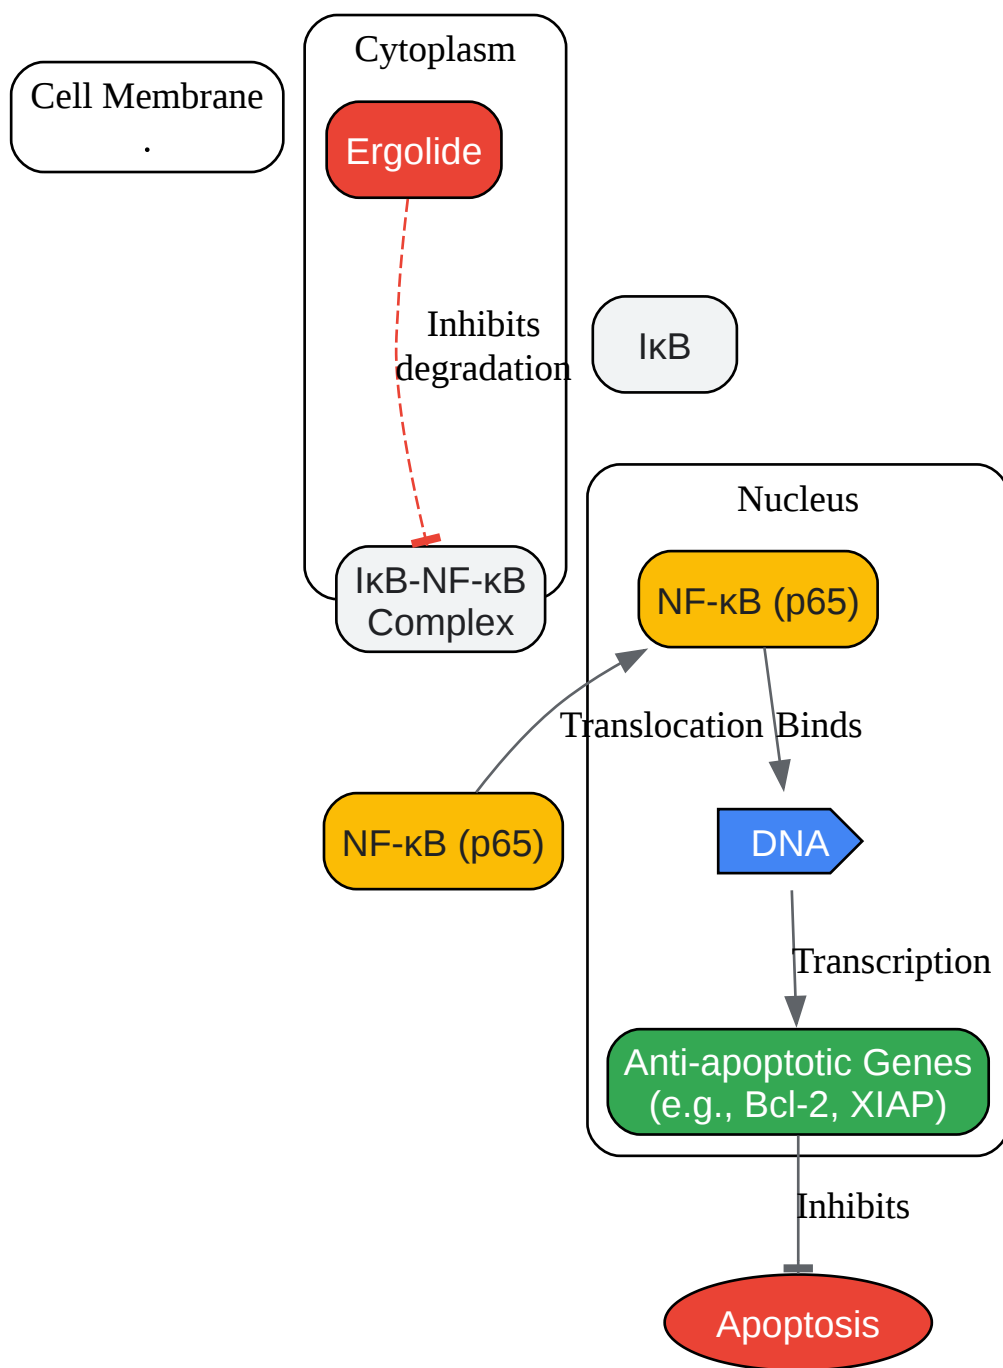 Cytoplasm
Cell Membrane
.
Ergolide
Inhibits
degradation
IκB
Nucleus
IκB-NF-κB
Complex
NF-κB (p65)
Translocation
Binds
NF-κB (p65)
DNA
Transcription
Anti-apoptotic Genes
(e.g., Bcl-2, XIAP)
Inhibits
Apoptosis